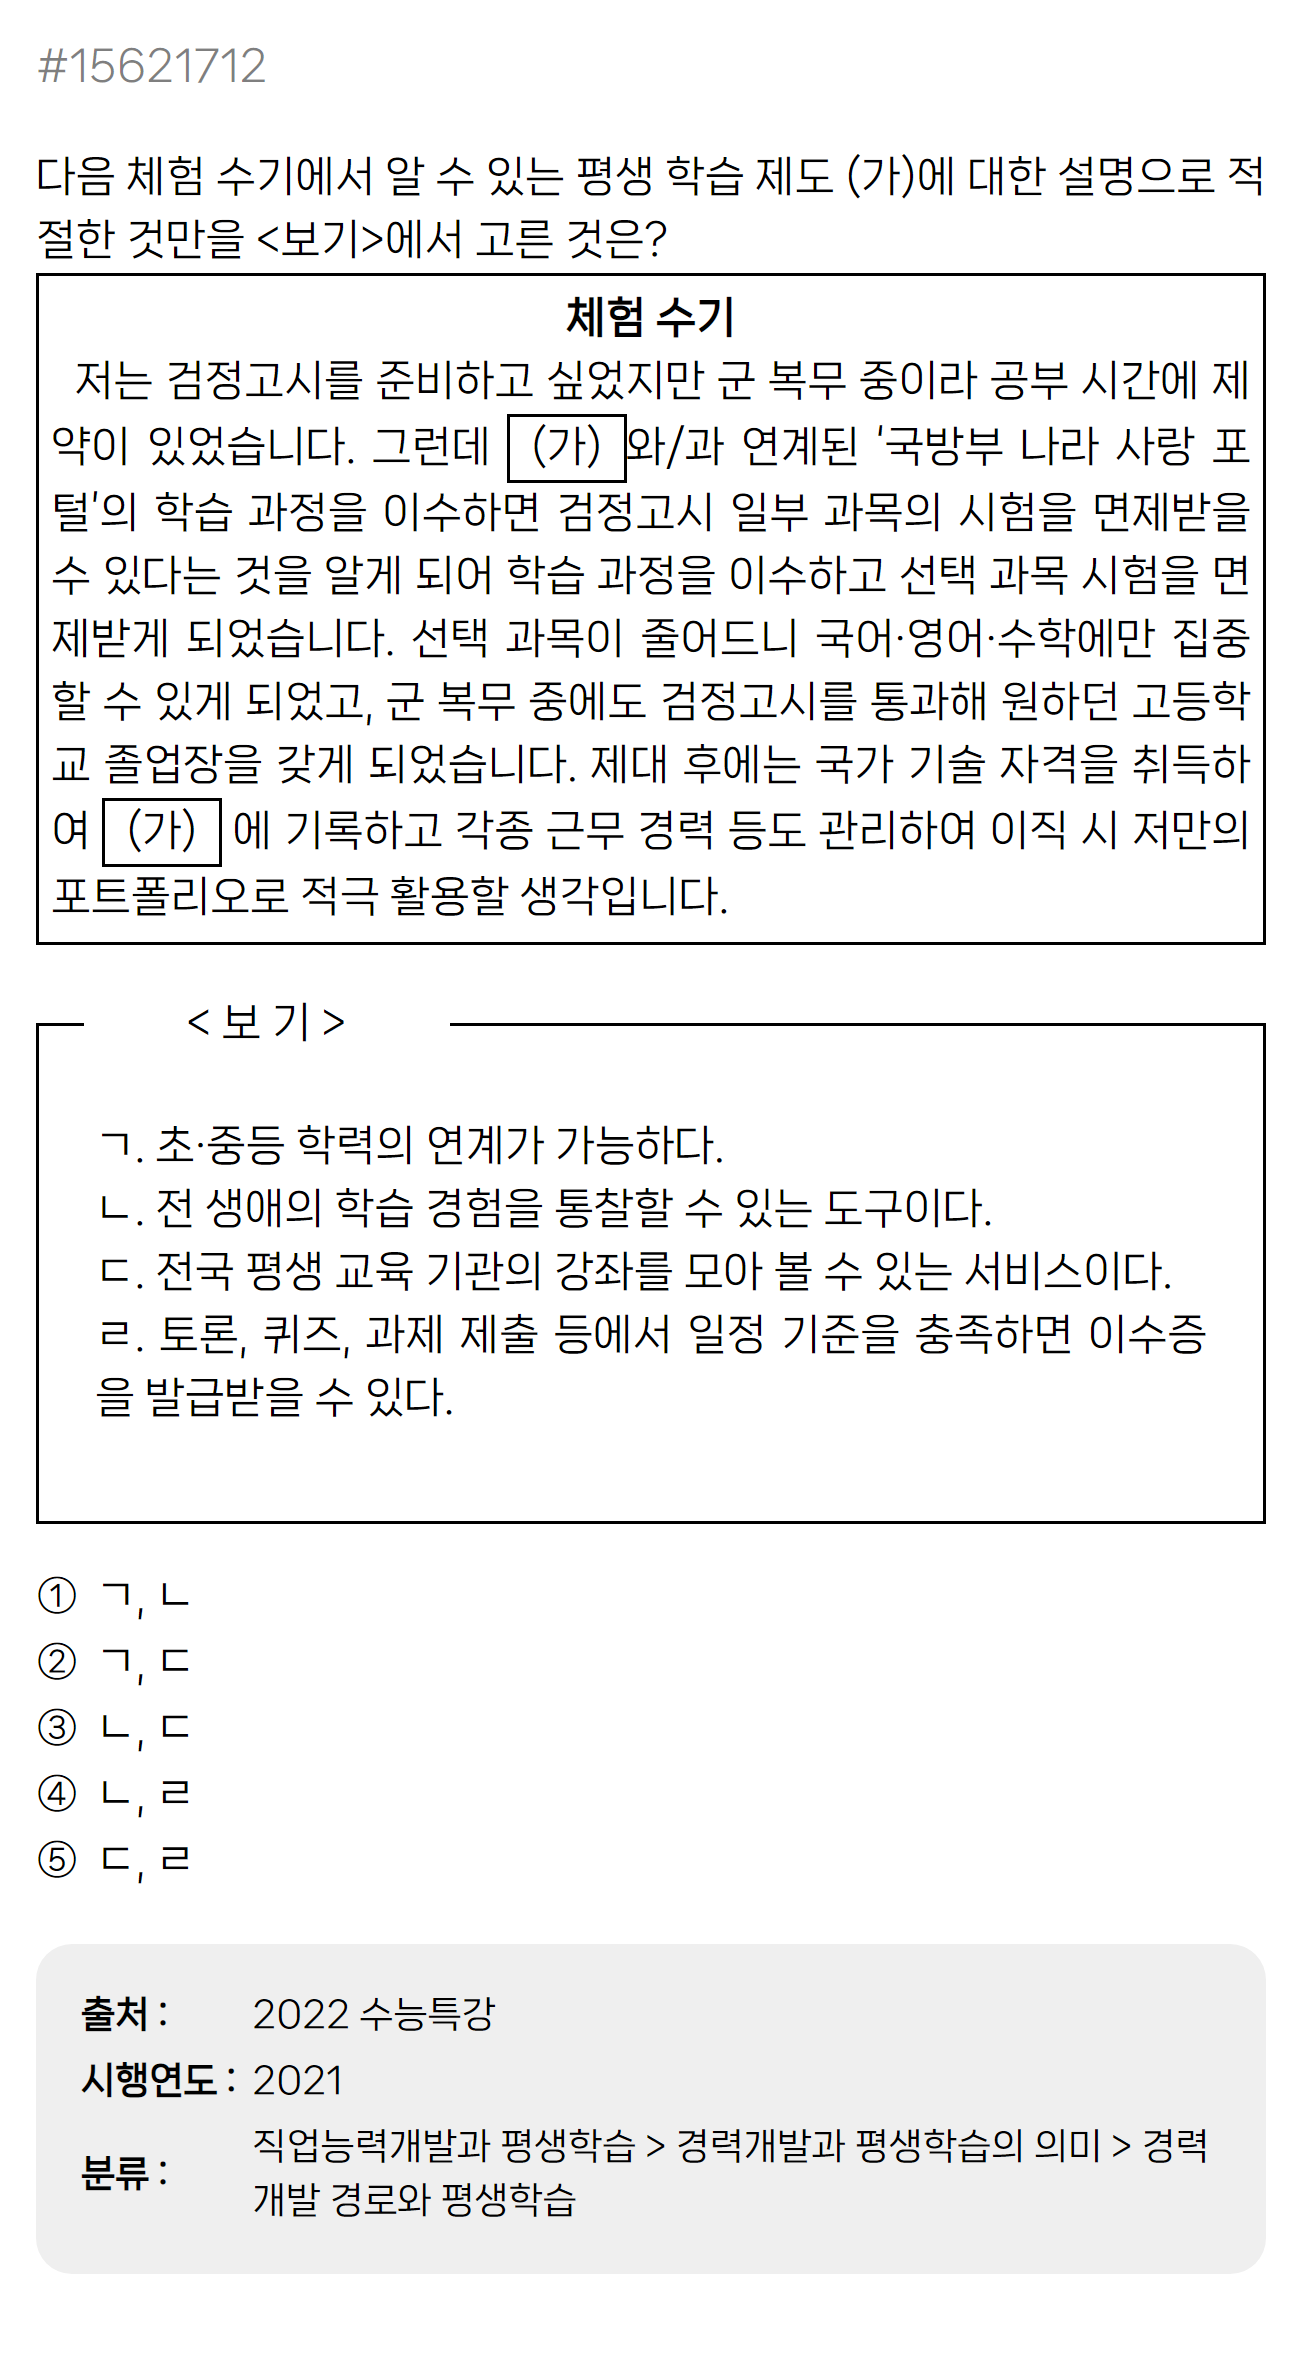 #15621712
다음 체험 수기에서 알 수 있는 평생 학습 제도 (가)에 대한 설명으로 적
절한 것만을 <보기>에서 고른 것은?
체험 수기
저는 검정고시를 준비하고 싶었지만 군 복무 중이라 공부 시간에 제
약이 있었습니다. 그런데 (가) 와/과 연계된 ‘국방부 나라 사랑 포
털’의 학습 과정을 이수하면 검정고시 일부 과목의 시험을 면제받을
수 있다는 것을 알게 되어 학습 과정을 이수하고 선택 과목 시험을 면
제받게 되었습니다. 선택 과목이 줄어드니 국어·영어·수학에만 집중
할 수 있게 되었고, 군 복무 중에도 검정고시를 통과해 원하던 고등학
교 졸업장을 갖게 되었습니다. 제대 후에는 국가 기술 자격을 취득하
여 (가) 에 기록하고 각종 근무 경력 등도 관리하여 이직 시 저만의
포트폴리오로 적극 활용할 생각입니다.
< 보 기 >
ㄱ. 초·중등 학력의 연계가 가능하다.
ㄴ. 전 생애의 학습 경험을 통찰할 수 있는 도구이다.
ㄷ. 전국 평생 교육 기관의 강좌를 모아 볼 수 있는 서비스이다.
ㄹ. 토론, 퀴즈, 과제 제출 등에서 일정 기준을 충족하면 이수증
을 발급받을 수 있다.
① ㄱ, ㄴ
② ㄱ, ㄷ
③ ㄴ, ㄷ
④ ㄴ, ㄹ
⑤ ㄷ, ㄹ
출처 : 2022 수능특강
시행연도 : 2021
분류 : 직업능력개발과 평생학습 > 경력개발과 평생학습의 의미 > 경력
개발 경로와 평생학습